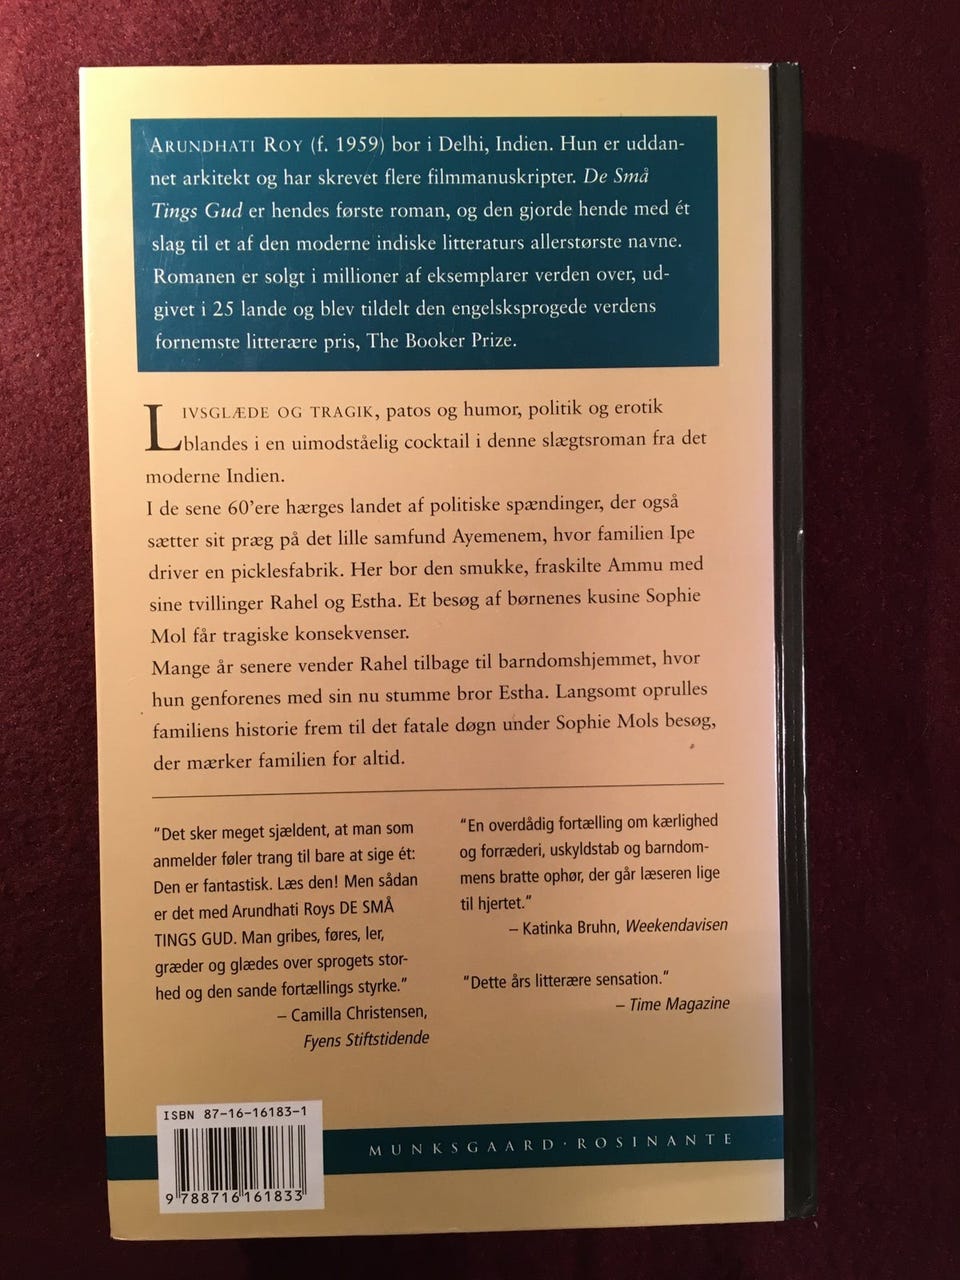 ARUNDHATI ROY (f. 1959) bor i Delhi, Indien. Hun er uddan-
net arkitekt og har skrevet flere filmmanuskripter. De Små
Tings Gud er hendes første roman, og den gjorde hende med ét
slag til et af den moderne indiske litteraturs allerstørste navne.
Romanen er solgt i millioner af eksemplarer verden over, ud-
givet i 25 lande og blev tildelt den engelsksprogede verdens
fornemste litterære pris, The Booker Prize.
LIVSGLÆDE OG TRAGIK, patos og humor, politik og erotik
blandes i en uimodståelig cocktail i denne slægtsroman fra det
moderne Indien.
I de sene 60'ere hærges landet af politiske spændinger, der også
sætter sit præg på det lille samfund Ayemenem, hvor familien Ipe
driver en picklesfabrik. Her bor den smukke, fraskilte Ammu med
sine tvillinger Rahel og Estha. Et besøg af børnenes kusine Sophie
Mol får tragiske konsekvenser.
Mange år senere vender Rahel tilbage til barndomshjemmet, hvor
hun genforenes med sin nu stumme bror Estha. Langsomt oprulles
familiens historie frem til det fatale døgn under Sophie Mols besøg,
der mærker familien for altid.
"Det sker meget sjældent, at man som
anmelder føler trang til bare at sige ét:
Den er fantastisk. Læs den! Men sådan
er det med Arundhati Roys DE SMÅ
TINGS GUD. Man gribes, føres, ler,
græder og glædes over sprogets stor-
hed og den sande fortællings styrke."
– Camilla Christensen,
Fyens Stiftstidende
"En overdådig fortælling om kærlighed
og forræderi, uskyldstab og barndom-
mens bratte ophør, der går læseren lige
til hjertet."
– Katinka Bruhn, Weekendavisen
"Dette års litterære sensation."
– Time Magazine
ISBN 87-16-16183-1
9 788716 161833
MUNKSGAARD · ROSINANTE